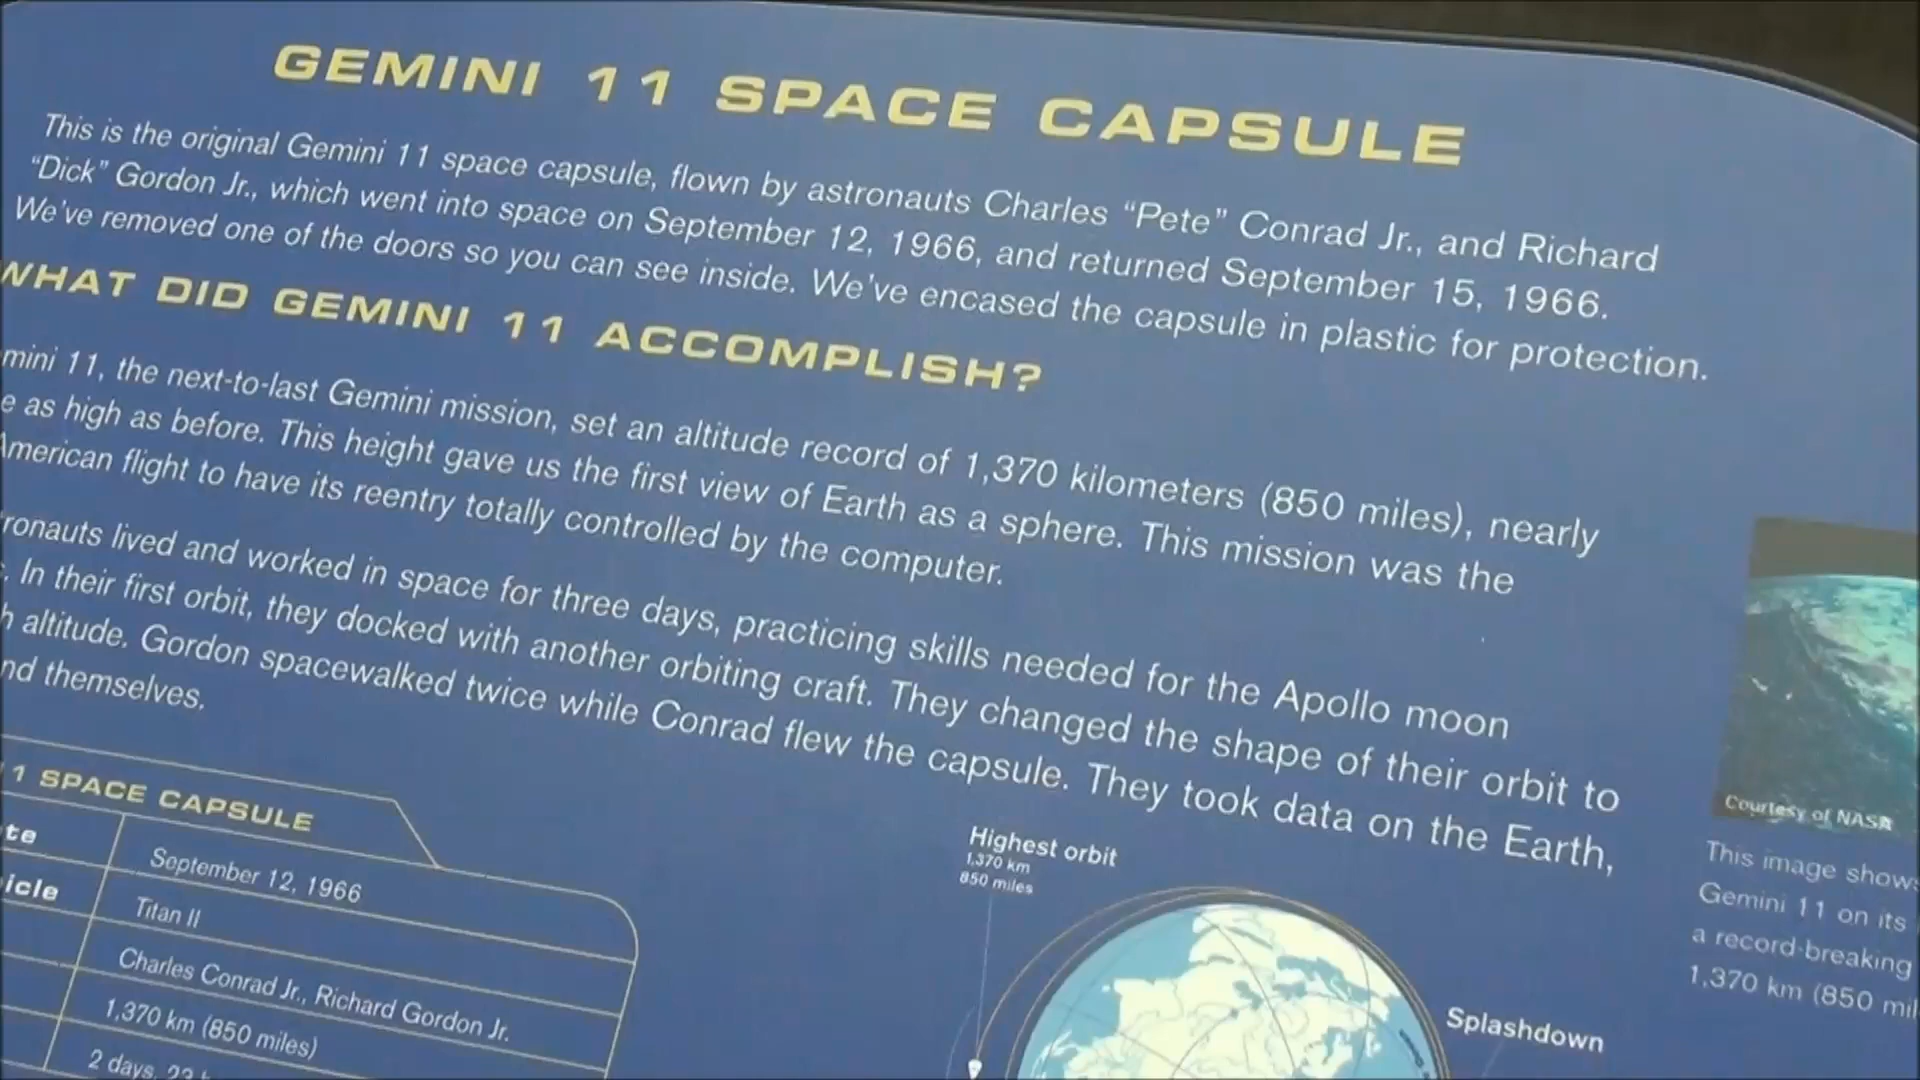 GEMINI 11 SPACE CAPSULE
This is the original Gemini 11 space capsule, flown by astronauts Charles “Pete” Conrad Jr., and Richard
“Dick” Gordon Jr., which went into space on September 12, 1966, and returned September 15, 1966.
We’ve removed one of the doors so you can see inside. We’ve encased the capsule in plastic for protection.
WHAT DID GEMINI 11 ACCOMPLISH?
mini 11, the next-to-last Gemini mission, set an altitude record of 1,370 kilometers (850 miles), nearly
e as high as before. This height gave us the first view of Earth as a sphere. This mission was the
American flight to have its reentry totally controlled by the computer.
ronauts lived and worked in space for three days, practicing skills needed for the Apollo moon
. In their first orbit, they docked with another orbiting craft. They changed the shape of their orbit to
h altitude. Gordon spacewalked twice while Conrad flew the capsule. They took data on the Earth,
nd themselves.
1 SPACE CAPSULE
te September 12, 1966
icle Titan II
Charles Conrad Jr., Richard Gordon Jr.
1,370 km (850 miles)
2 days,
Highest orbit
1,370 km
850 miles
Splashdown
Courtesy of NASA
This image shows
Gemini 11 on its
a record-breaking
1,370 km (850 mil